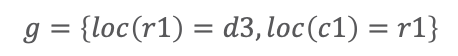 g = {loc(r1) = d3, loc(c1) = r1}